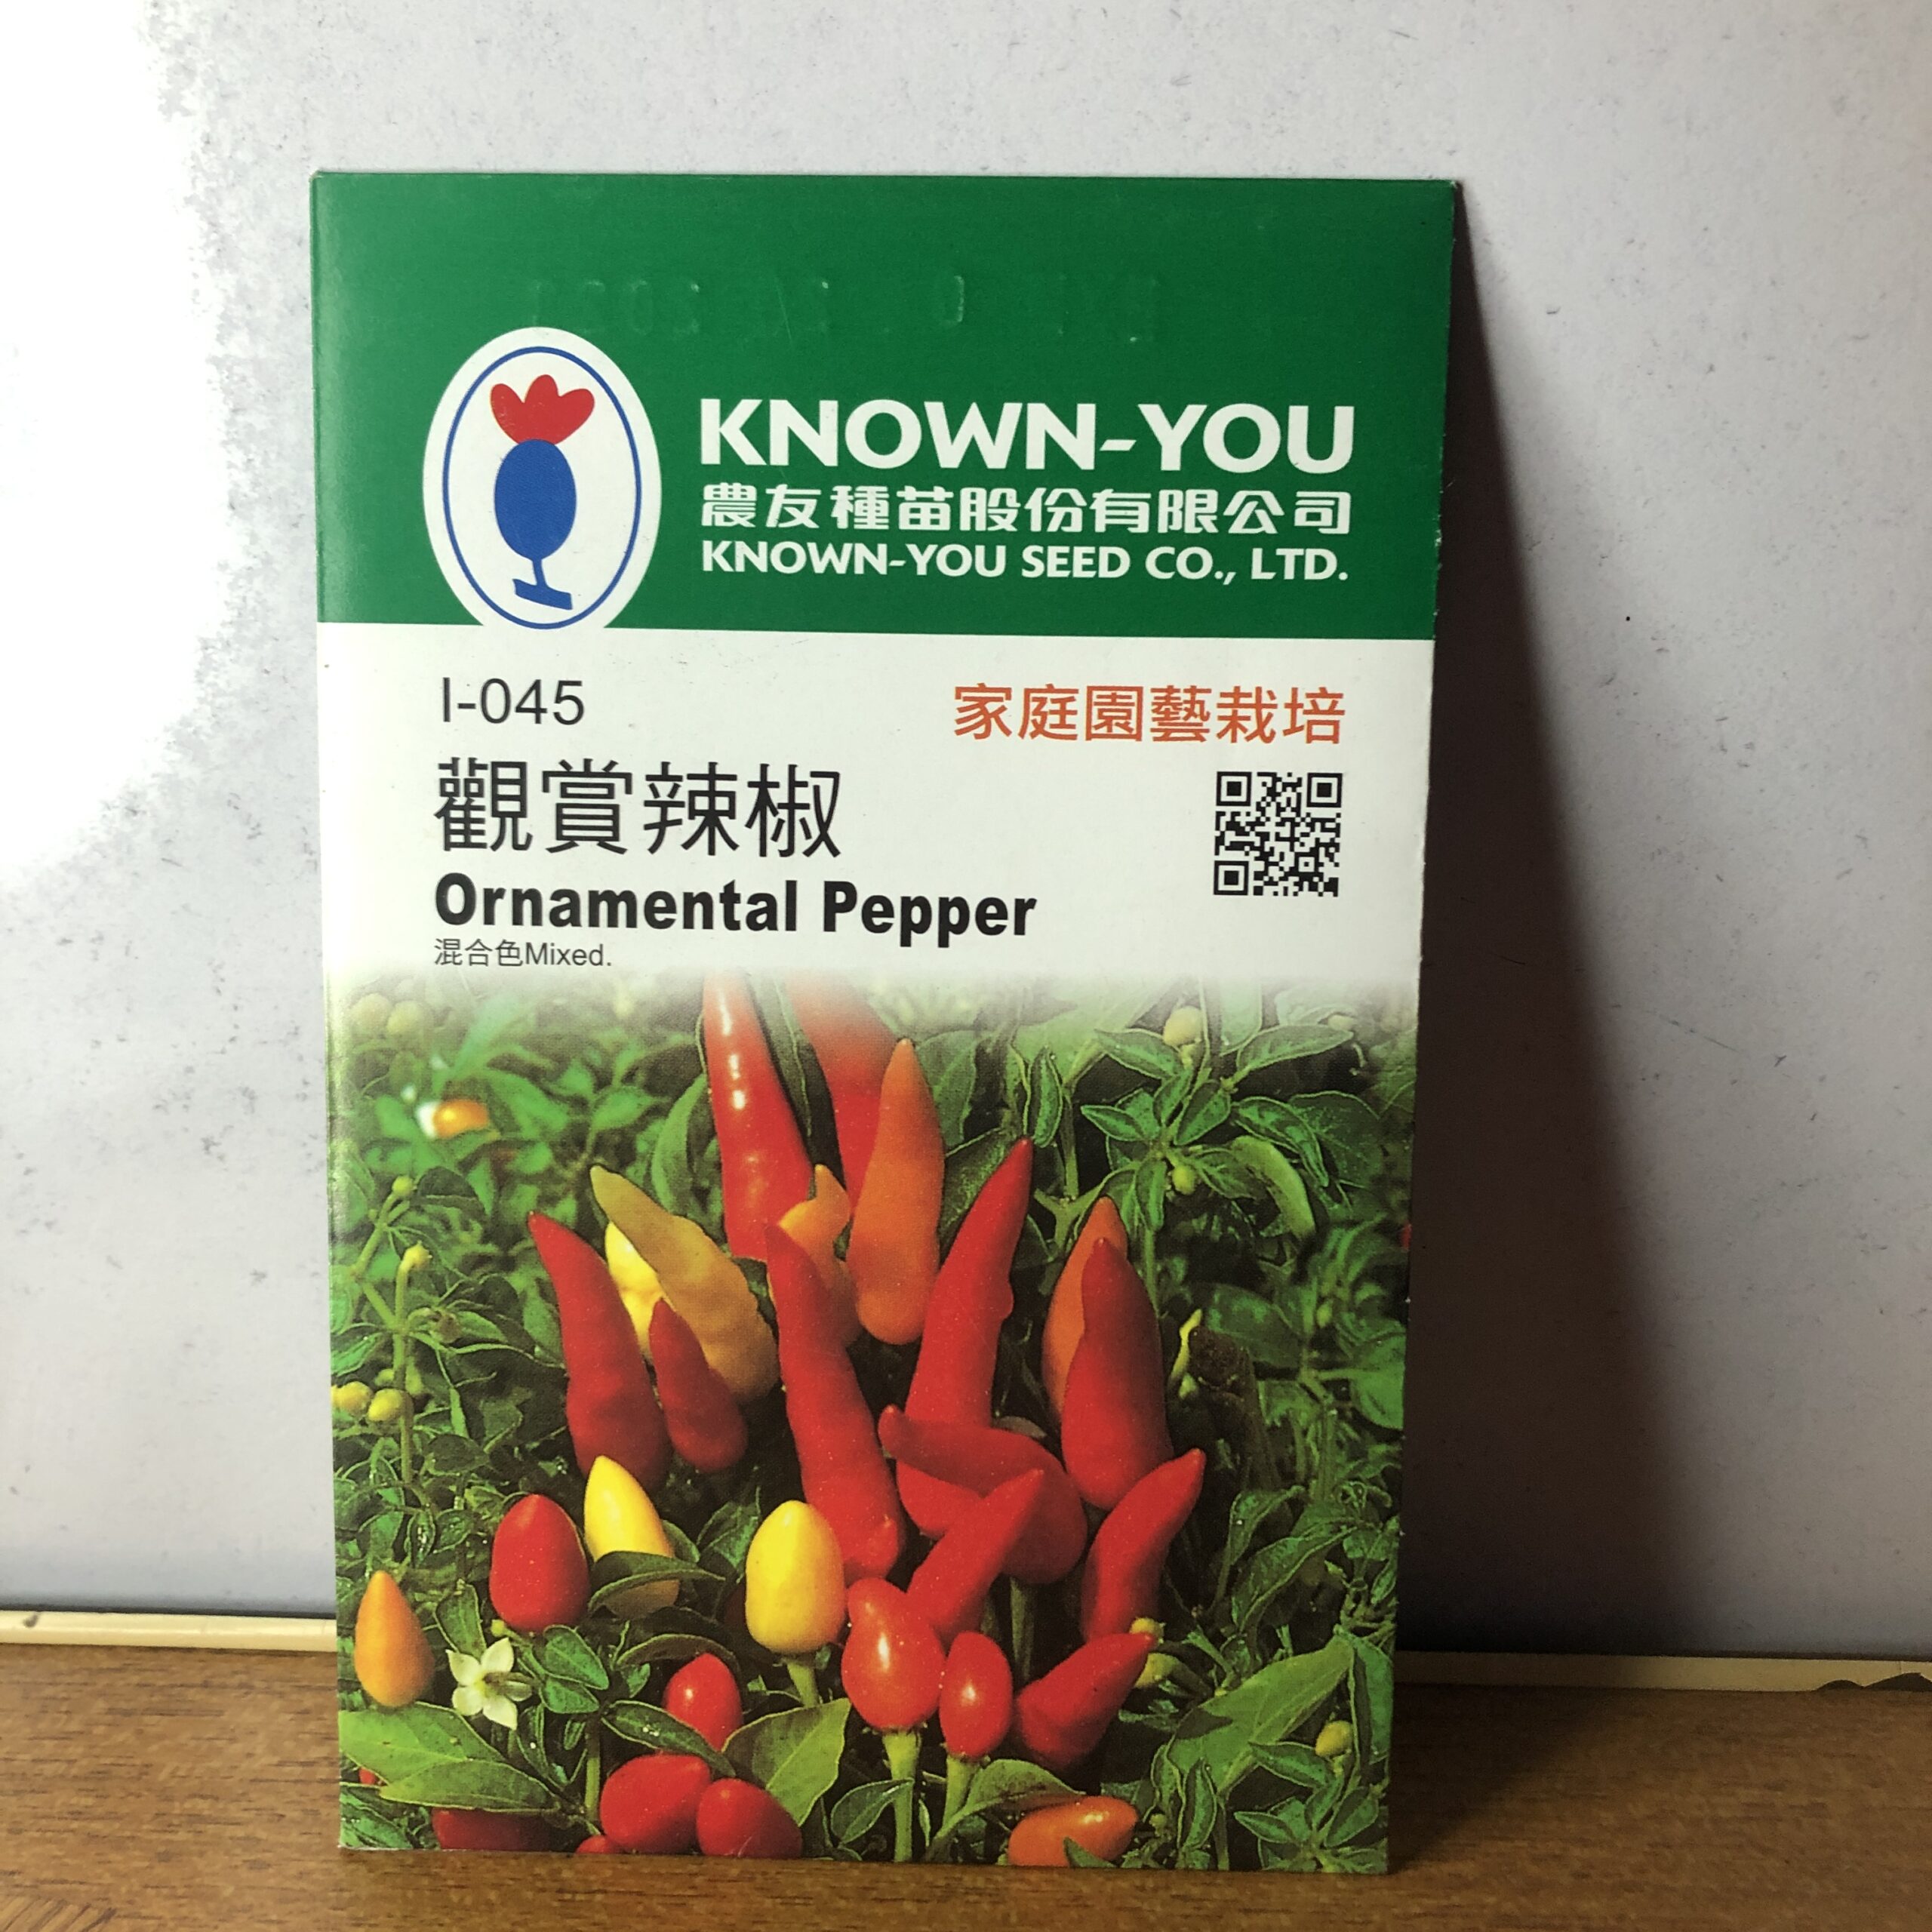 KNOWN-YOU
農友種苗股份有限公司
KNOWN-YOU SEED CO., LTD.
I-045
家庭園藝栽培
觀賞辣椒
Ornamental Pepper
混合色Mixed.